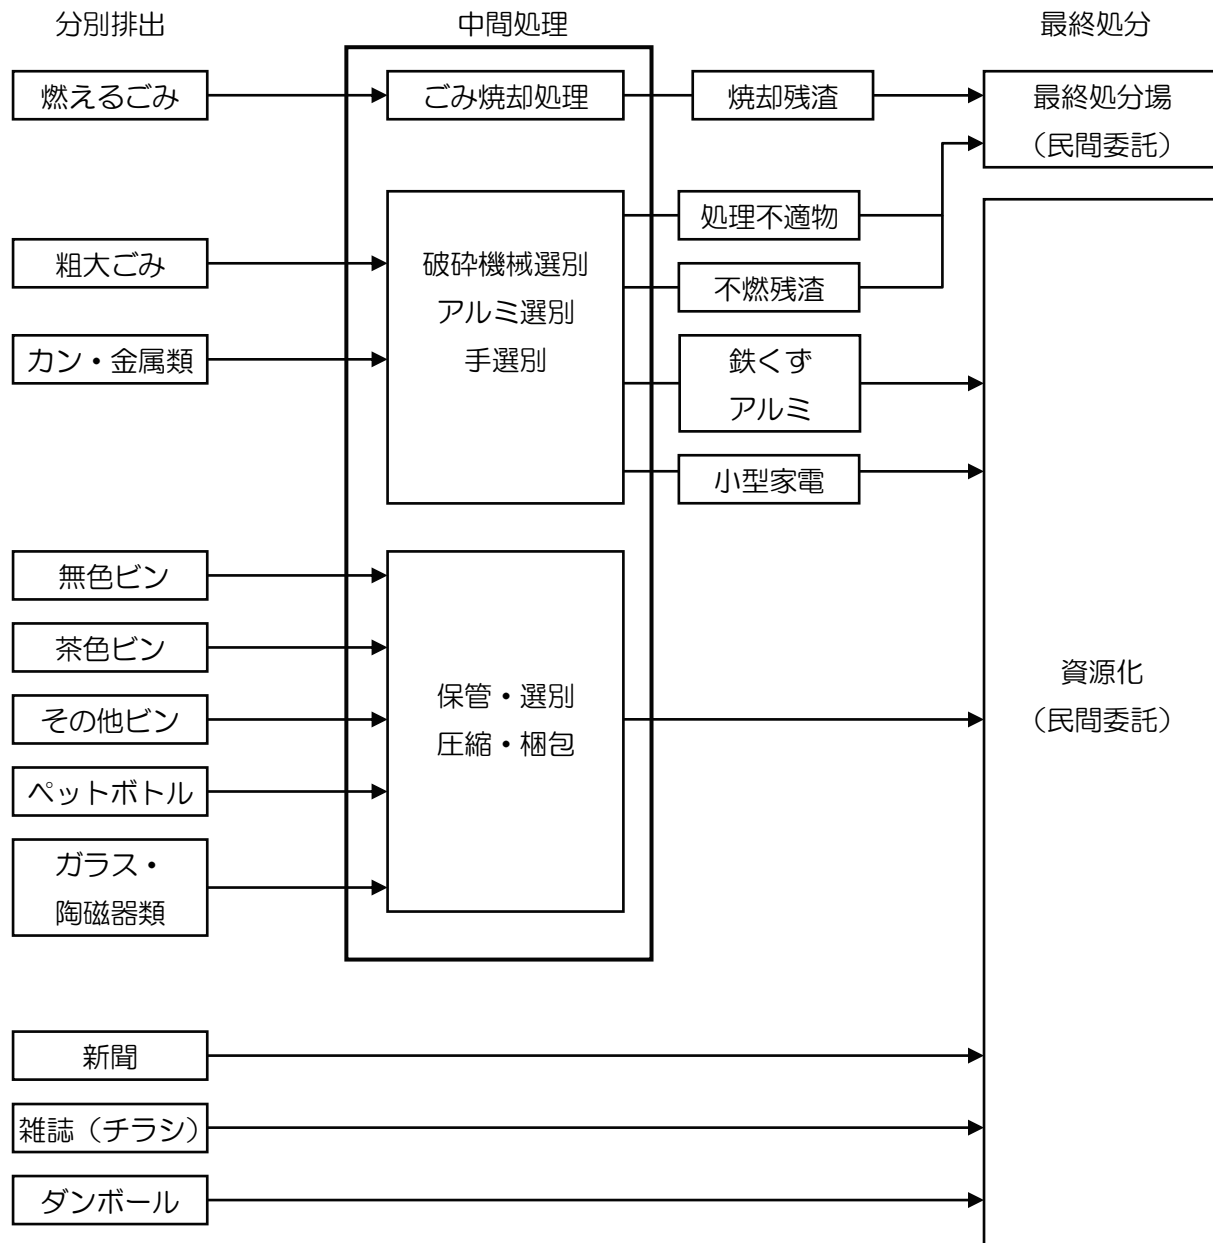 分別排出
中間処理
最終処分
燃えるごみ
ごみ焼却処理
焼却残渣
最終処分場
（民間委託）
粗大ごみ
カン・金属類
破砕機械選別
アルミ選別
手選別
処理不適物
不燃残渣
鉄くず
アルミ
小型家電
無色ビン
茶色ビン
その他ビン
ペットボトル
ガラス・
陶磁器類
保管・選別
圧縮・梱包
資源化
（民間委託）
新聞
雑誌（チラシ）
ダンボール